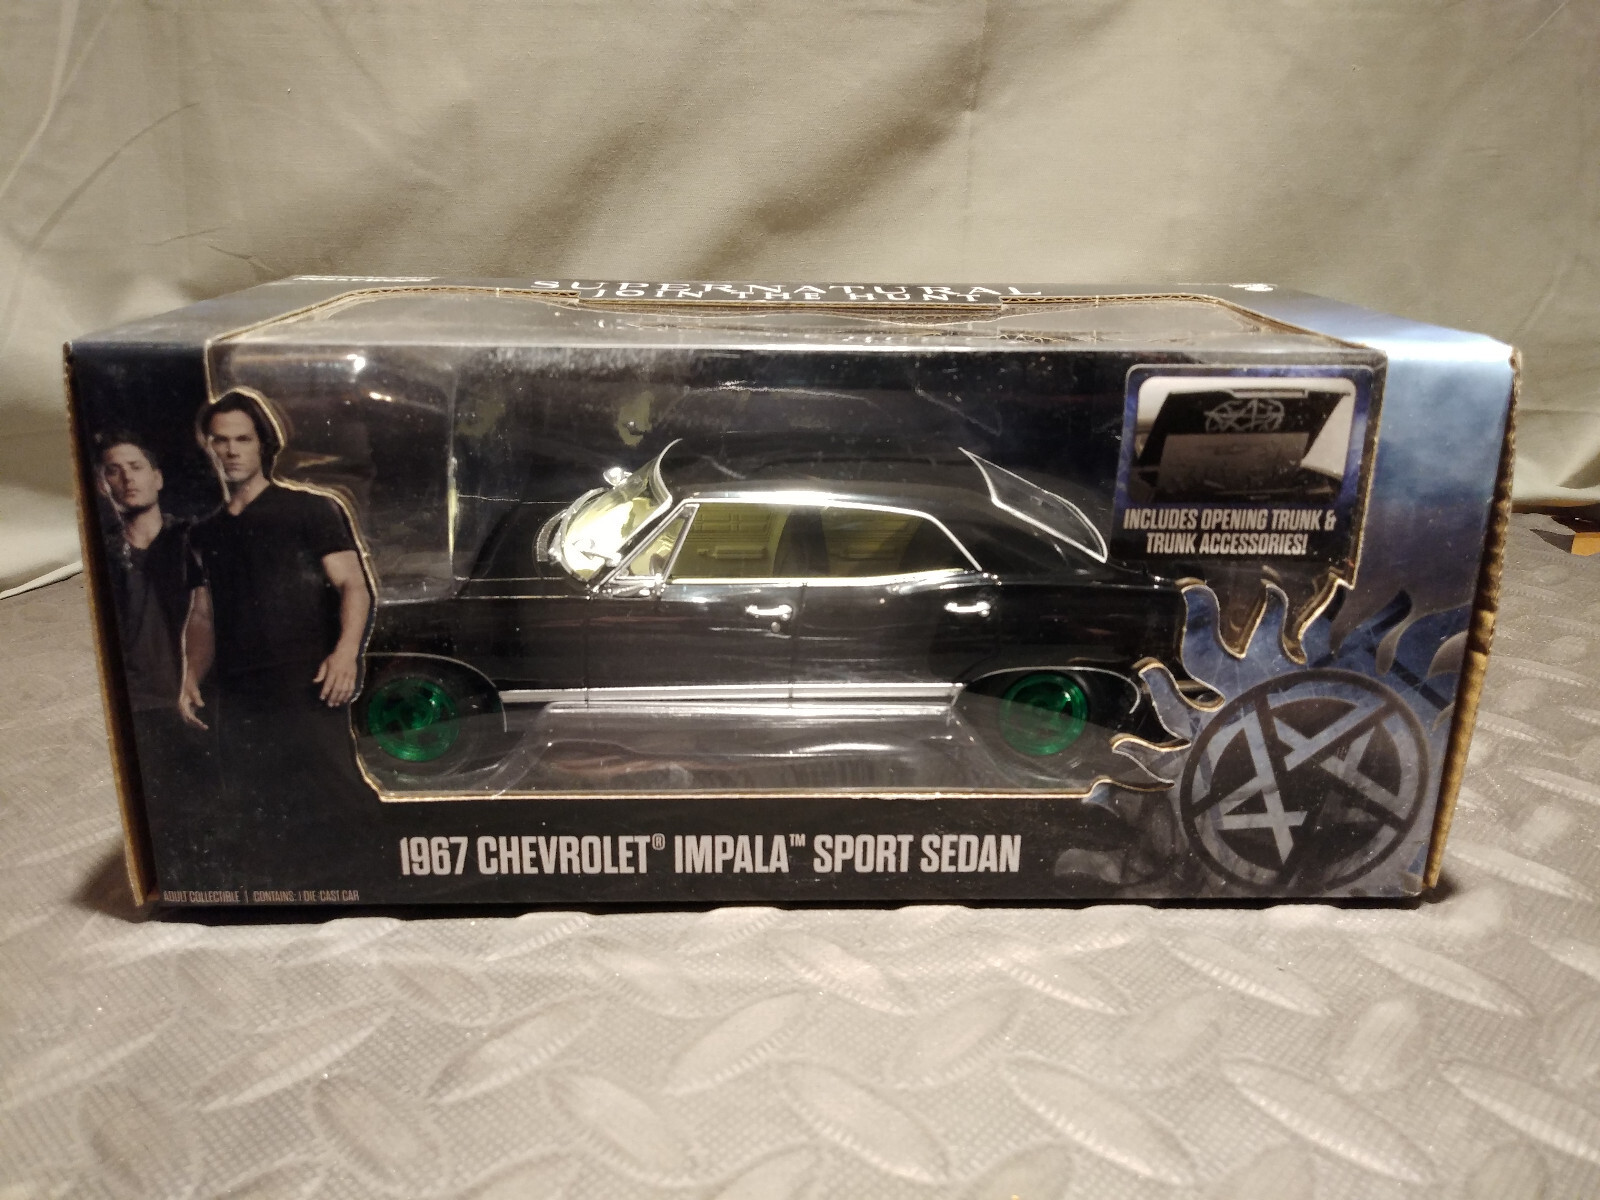 SUPERNATURAL
JOIN THE HUNT
INCLUDES OPENING TRUNK &
TRUNK ACCESSORIES!
1967 CHEVROLET® IMPALA™ SPORT SEDAN
ADULT COLLECTIBLE | CONTAINS: 1 DIE-CAST CAR